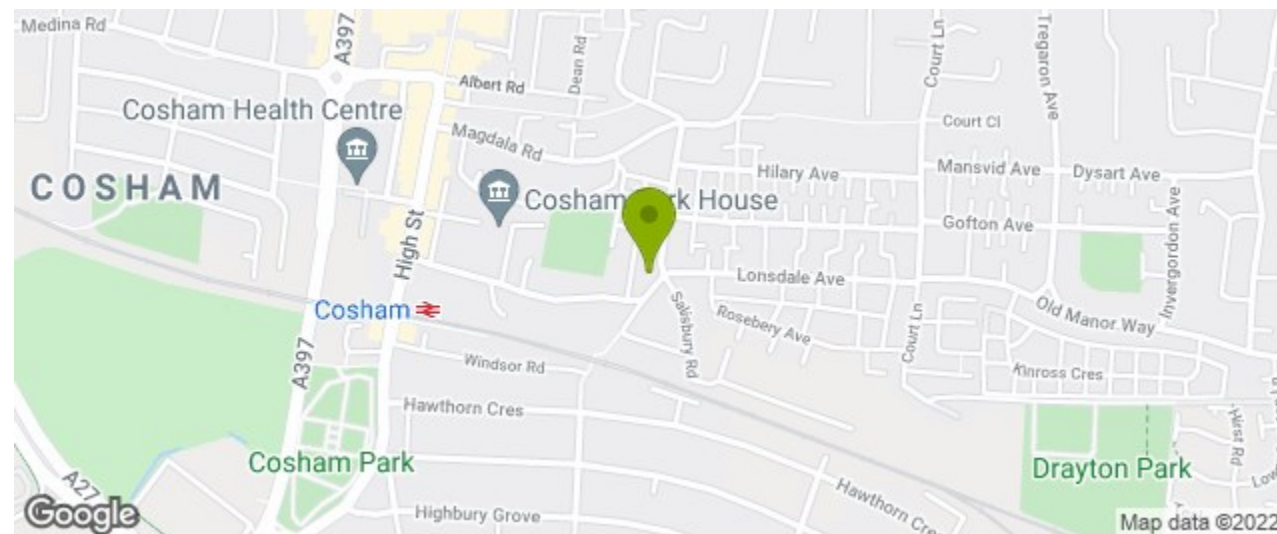 Medina Rd
A397
Albert Rd
Dean Rd
Court Ln
Tregaron Ave
Cosham Health Centre
Magdala Rd
Court Cl
Hilary Ave
Mansvid Ave
Dysart Ave
COSHAM
High St
Cosham Park House
Gofton Ave
Invergordon Ave
Lonsdale Ave
Cosham
Salisbury Rd
Rosebery Ave
Court Ln
Old Manor Way
A397
Windsor Rd
Kinross Cres
Hawthorn Cres
Hirst Rd
Cosham Park
Drayton Park
A27
Hawthorn Cres
Highbury Grove
Google
Map data ©2022